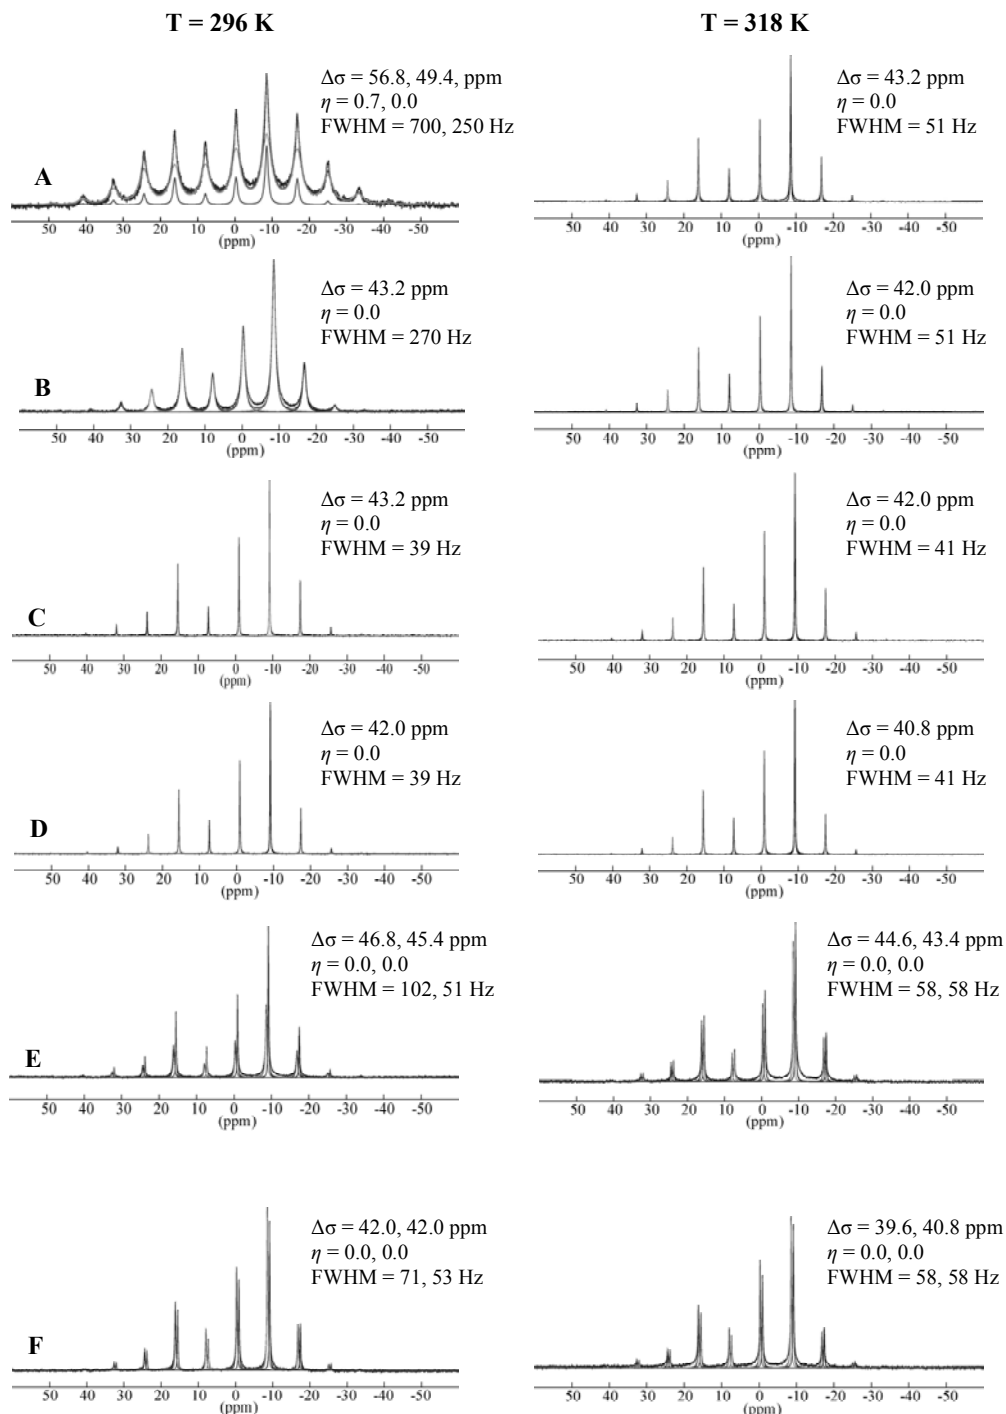 T = 296 K
T = 318 K
Δσ = 56.8, 49.4, ppm
η = 0.7, 0.0
FWHM = 700, 250 Hz
A
50 40 30 20 10 0 -10 -20 -30 -40 -50
(ppm)
Δσ = 43.2 ppm
η = 0.0
FWHM = 51 Hz
50 40 30 20 10 0 -10 -20 -30 -40 -50
(ppm)
Δσ = 43.2 ppm
η = 0.0
FWHM = 270 Hz
B
50 40 30 20 10 0 -10 -20 -30 -40 -50
(ppm)
Δσ = 42.0 ppm
η = 0.0
FWHM = 51 Hz
50 40 30 20 10 0 -10 -20 -30 -40 -50
(ppm)
Δσ = 43.2 ppm
η = 0.0
FWHM = 39 Hz
C
50 40 30 20 10 0 -10 -20 -30 -40 -50
(ppm)
Δσ = 42.0 ppm
η = 0.0
FWHM = 41 Hz
50 40 30 20 10 0 -10 -20 -30 -40 -50
(ppm)
Δσ = 42.0 ppm
η = 0.0
FWHM = 39 Hz
D
50 40 30 20 10 0 -10 -20 -30 -40 -50
(ppm)
Δσ = 40.8 ppm
η = 0.0
FWHM = 41 Hz
50 40 30 20 10 0 -10 -20 -30 -40 -50
(ppm)
Δσ = 46.8, 45.4 ppm
η = 0.0, 0.0
FWHM = 102, 51 Hz
E
50 40 30 20 10 0 -10 -20 -30 -40 -50
(ppm)
Δσ = 44.6, 43.4 ppm
η = 0.0, 0.0
FWHM = 58, 58 Hz
50 40 30 20 10 0 -10 -20 -30 -40 -50
(ppm)
Δσ = 42.0, 42.0 ppm
η = 0.0, 0.0
FWHM = 71, 53 Hz
F
50 40 30 20 10 0 -10 -20 -30 -40 -50
(ppm)
Δσ = 39.6, 40.8 ppm
η = 0.0, 0.0
FWHM = 58, 58 Hz
50 40 30 20 10 0 -10 -20 -30 -40 -50
(ppm)